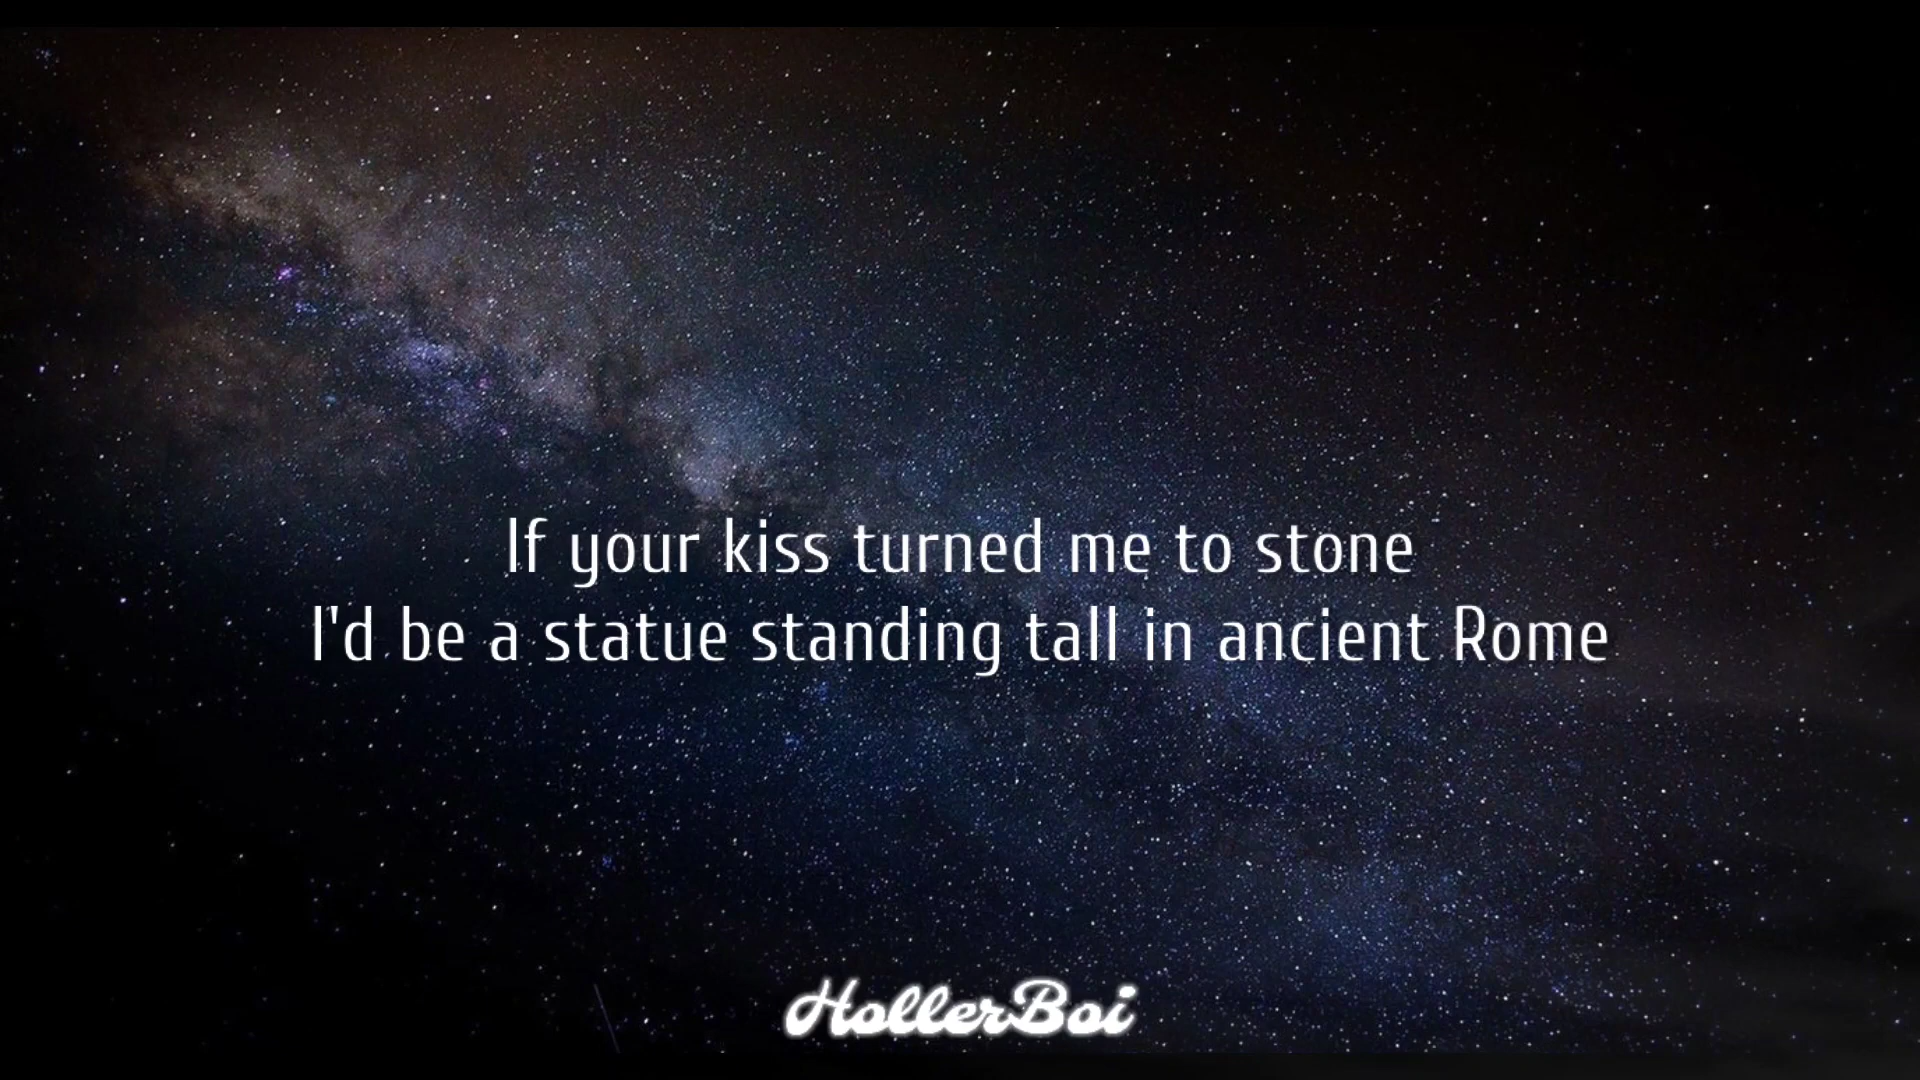 If your kiss turned me to stone
I'd be a statue standing tall in ancient Rome
HollerBoi